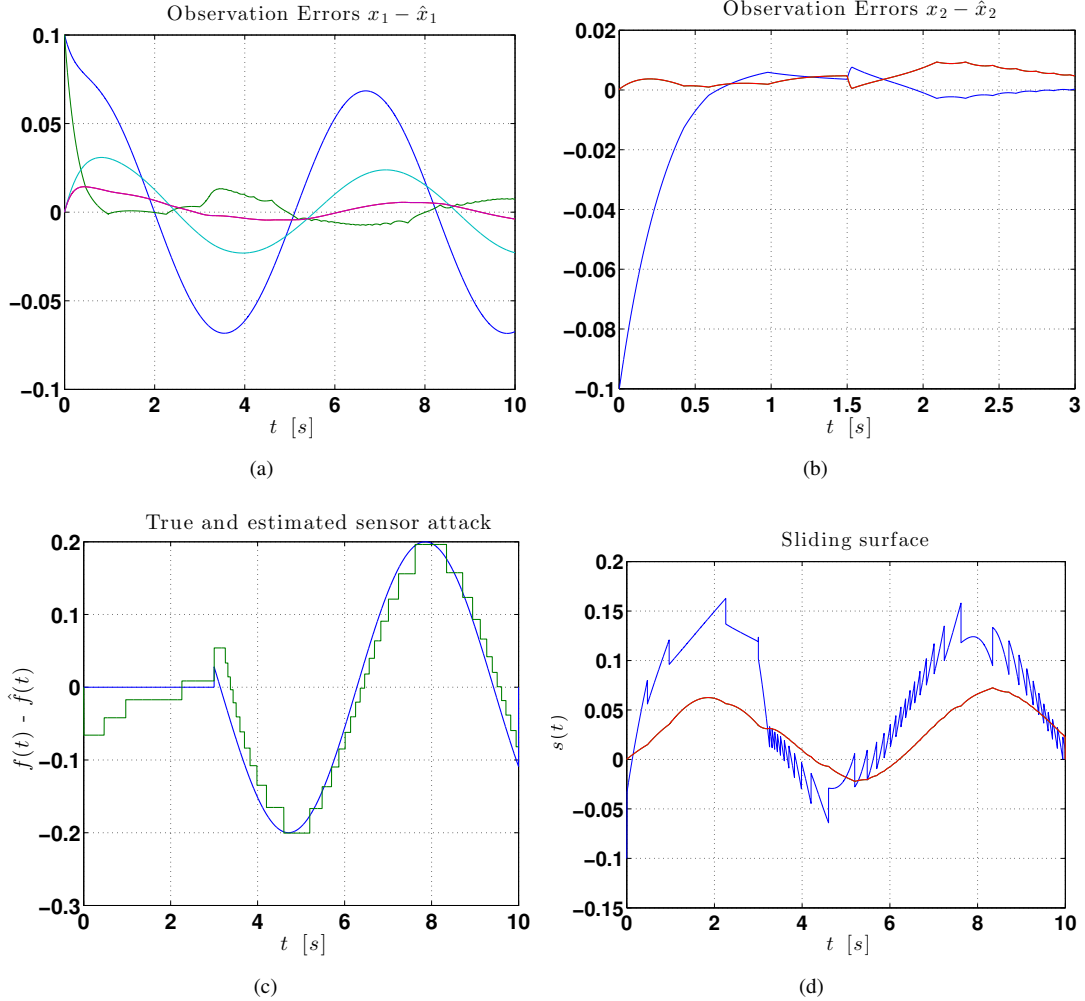 Observation Errors x₁ − x̂₁
0.1
0.05
0
−0.05
−0.1
0 2 4 6 8 10
t [s]
(a)
Observation Errors x₂ − x̂₂
0.02
0
−0.02
−0.04
−0.06
−0.08
−0.1
0 0.5 1 1.5 2 2.5 3
t [s]
(b)
True and estimated sensor attack
f(t) - f̂(t)
0.2
0.1
0
−0.1
−0.2
−0.3
0 2 4 6 8 10
t [s]
(c)
Sliding surface
s(t)
0.2
0.15
0.1
0.05
0
−0.05
−0.1
−0.15
0 2 4 6 8 10
t [s]
(d)